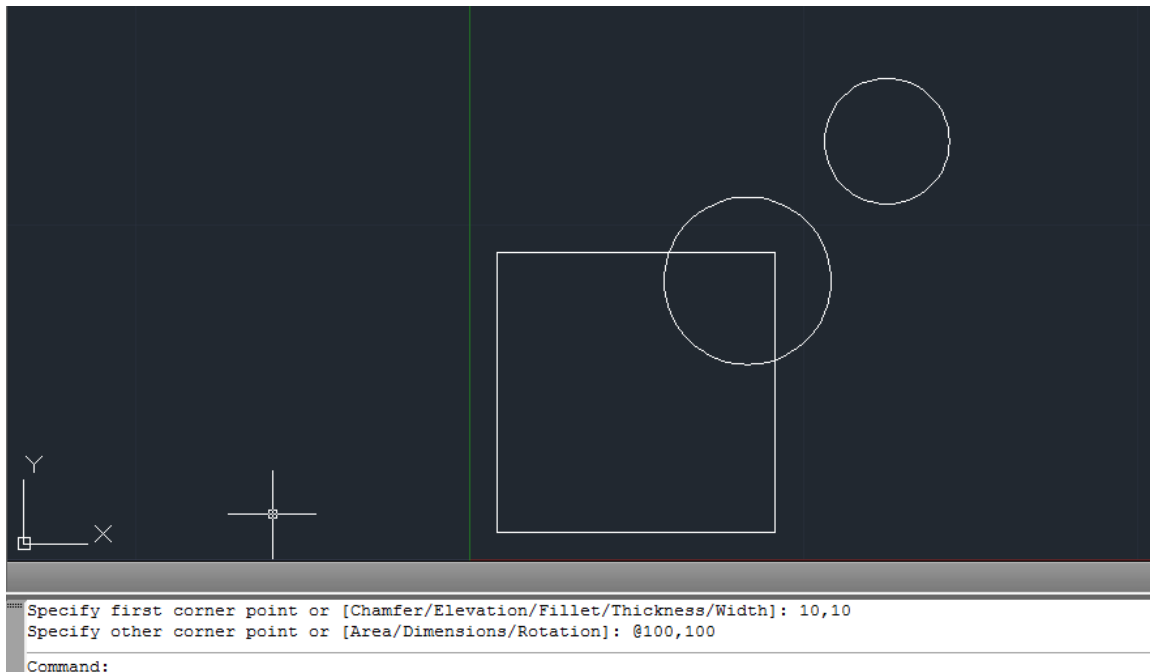 Y
X
Specify first corner point or [Chamfer/Elevation/Fillet/Thickness/Width]: 10,10
Specify other corner point or [Area/Dimensions/Rotation]: @100,100
Command: